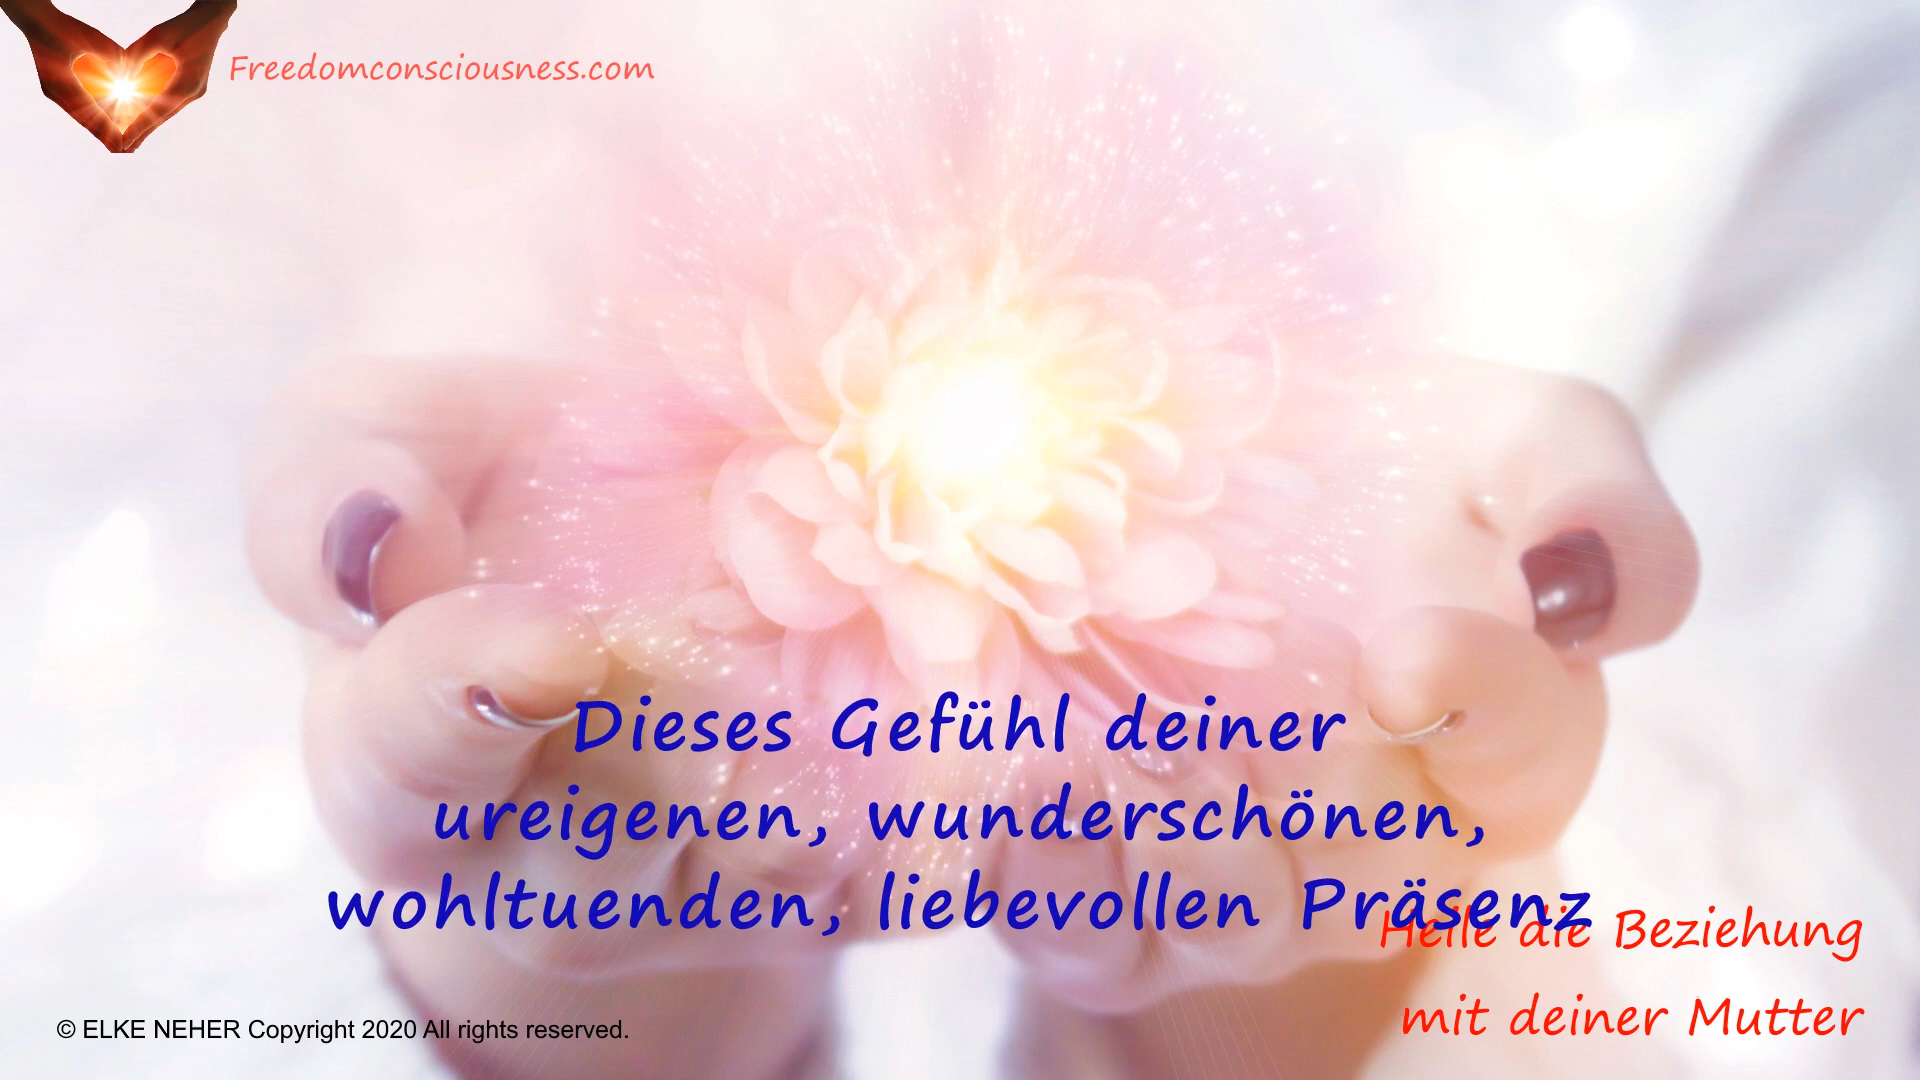 Freedomconsciousness.com
Dieses Gefühl deiner
ureigenen, wunderschönen,
wohltuenden, liebevollen Präsenz
Heile die Beziehung
mit deiner Mutter
© ELKE NEHER Copyright 2020 All rights reserved.